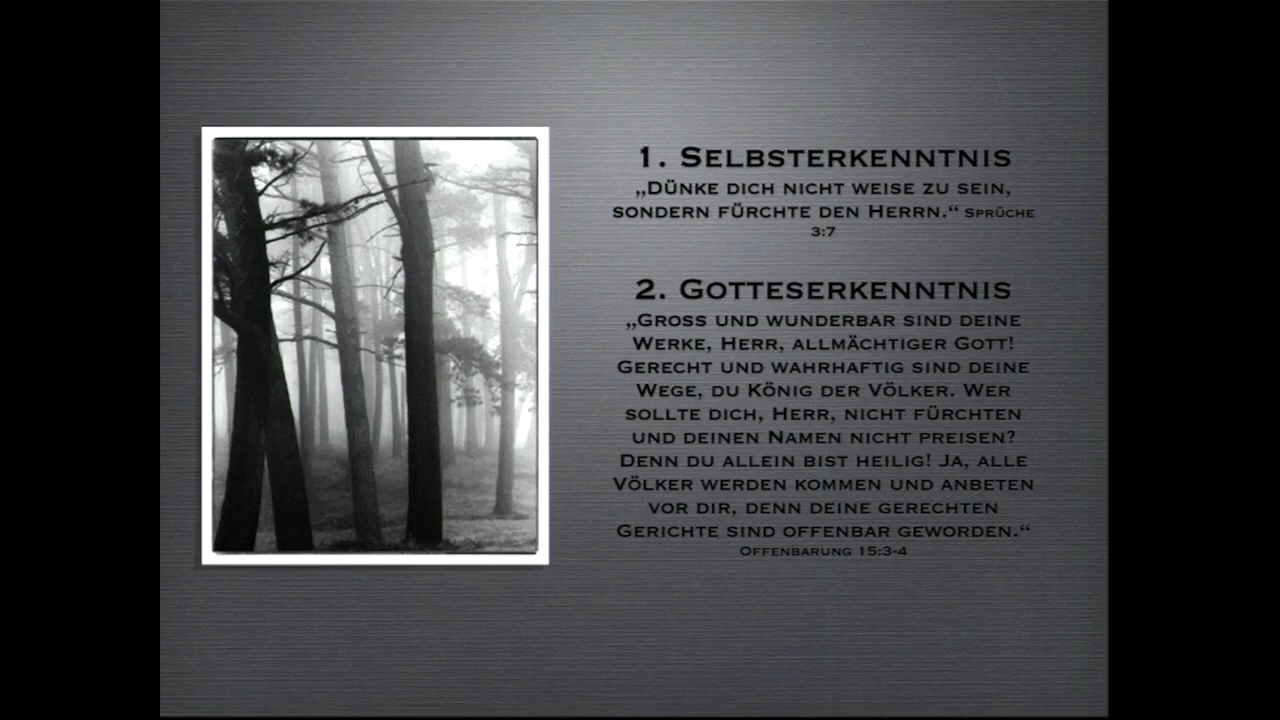 1. Selbsterkenntnis
„Dünke dich nicht weise zu sein,
sondern fürchte den Herrn.“ Sprüche
3:7
2. Gotteserkenntnis
„Gross und wunderbar sind deine
Werke, Herr, allmächtiger Gott!
Gerecht und wahrhaftig sind deine
Wege, du König der Völker. Wer
sollte dich, Herr, nicht fürchten
und deinen Namen nicht preisen?
Denn du allein bist heilig! Ja, alle
Völker werden kommen und anbeten
vor dir, denn deine gerechten
Gerichte sind offenbar geworden.“
Offenbarung 15:3-4